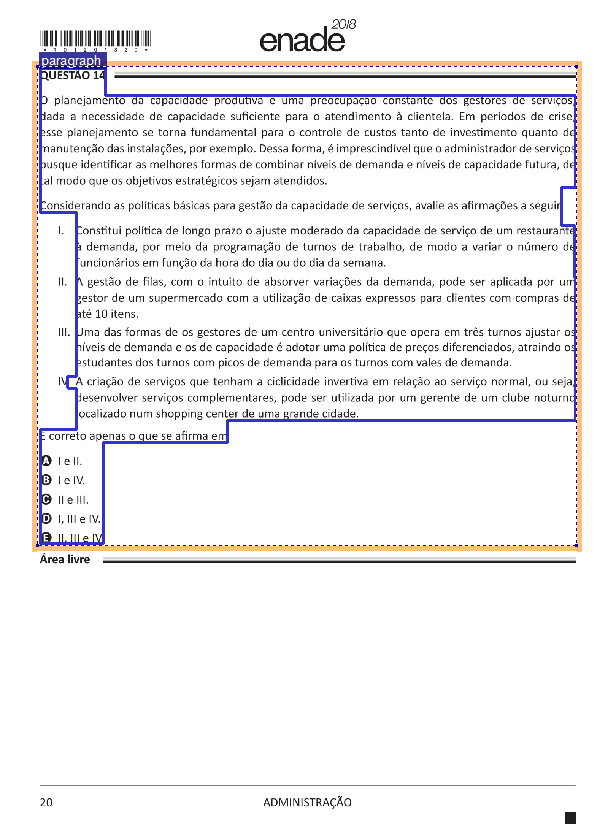 * R 0 1 2 0 1 8 2 0 *
enade 2018
paragraph
QUESTÃO 14
O planejamento da capacidade produtiva é uma preocupação constante dos gestores de serviços,
dada a necessidade de capacidade suficiente para o atendimento à clientela. Em períodos de crise,
esse planejamento se torna fundamental para o controle de custos tanto de investimento quanto de
manutenção das instalações, por exemplo. Dessa forma, é imprescindível que o administrador de serviços
busque identificar as melhores formas de combinar níveis de demanda e níveis de capacidade futura, de
tal modo que os objetivos estratégicos sejam atendidos.
Considerando as políticas básicas para gestão da capacidade de serviços, avalie as afirmações a seguir.
I. Constitui política de longo prazo o ajuste moderado da capacidade de serviço de um restaurante
à demanda, por meio da programação de turnos de trabalho, de modo a variar o número de
funcionários em função da hora do dia ou do dia da semana.
II. A gestão de filas, com o intuito de absorver variações da demanda, pode ser aplicada por um
gestor de um supermercado com a utilização de caixas expressos para clientes com compras de
até 10 itens.
III. Uma das formas de os gestores de um centro universitário que opera em três turnos ajustar os
níveis de demanda e os de capacidade é adotar uma política de preços diferenciados, atraindo os
estudantes dos turnos com picos de demanda para os turnos com vales de demanda.
IV. A criação de serviços que tenham a ciclicidade invertiva em relação ao serviço normal, ou seja,
desenvolver serviços complementares, pode ser utilizada por um gerente de um clube noturno
localizado num shopping center de uma grande cidade.
É correto apenas o que se afirma em
A I e II.
B I e IV.
C II e III.
D I, III e IV.
E II, III e IV.
Área livre
20 ADMINISTRAÇÃO